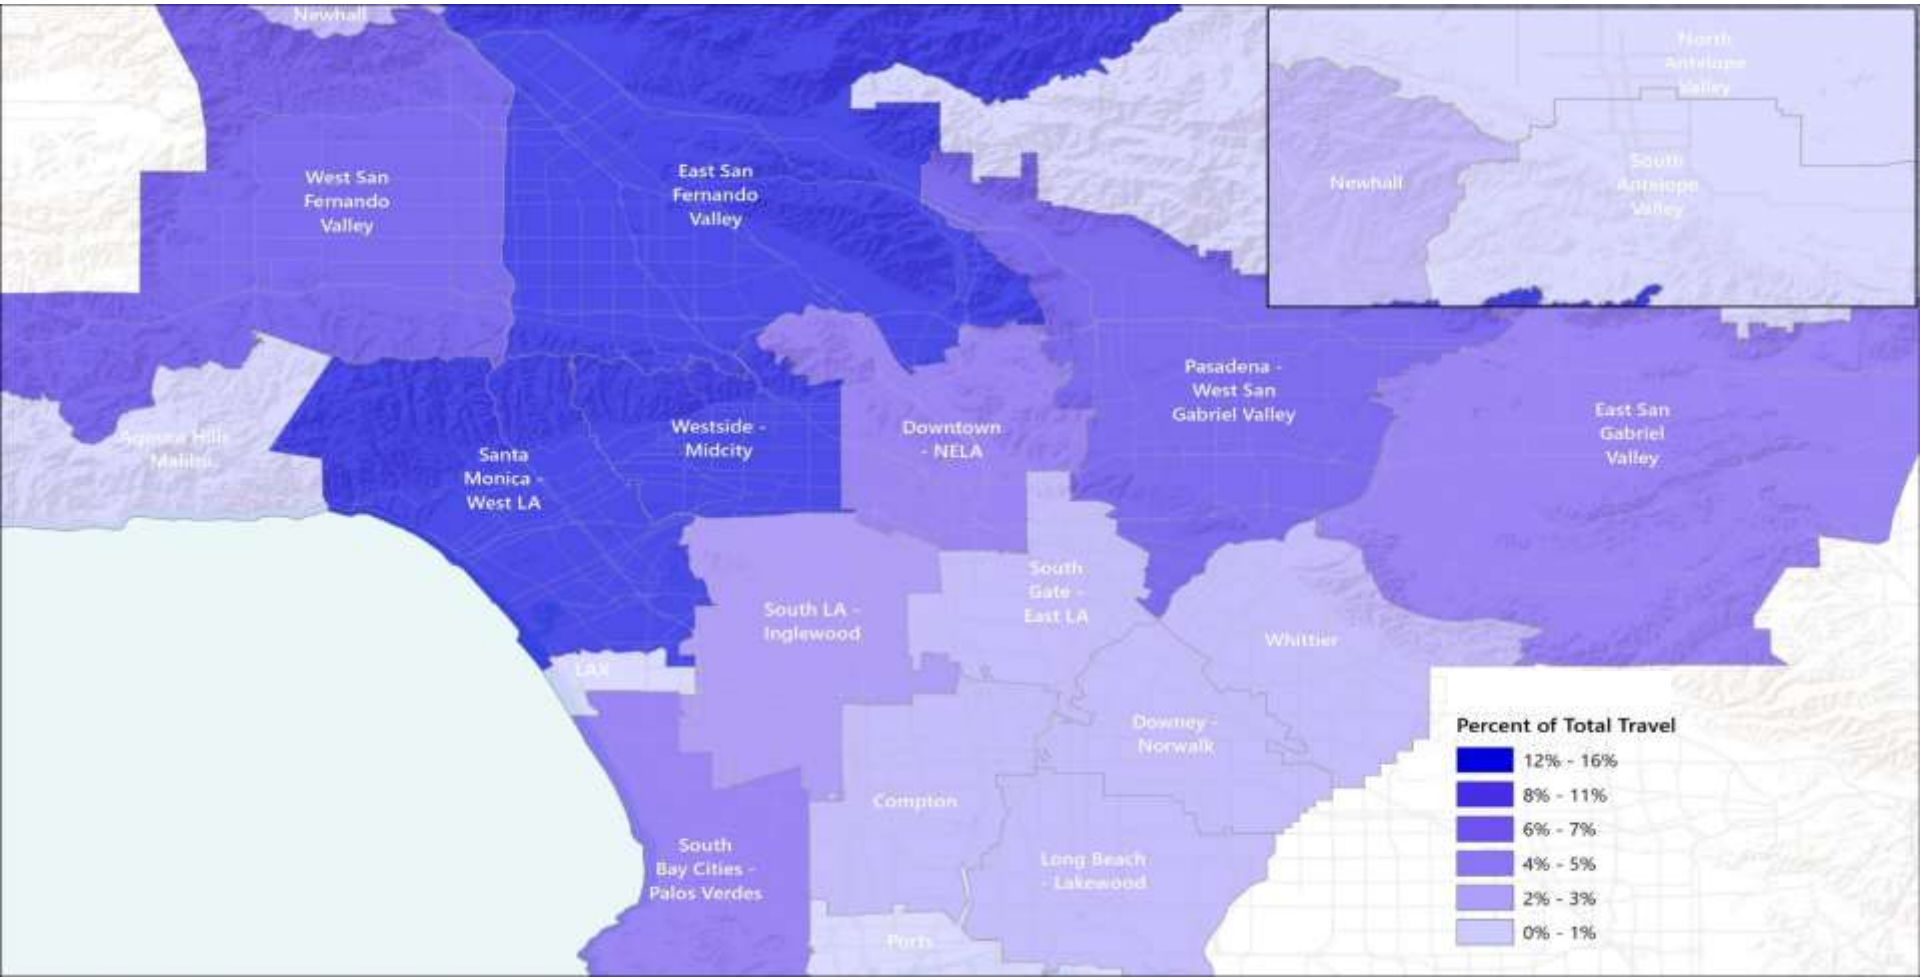 Newhall
North
Antelope
Valley
West San
Fernando
Valley
East San
Fernando
Valley
Newhall
South
Antelope
Valley
Agoura Hills
Malibu
Santa
Monica -
West LA
Westside -
Midcity
Downtown
- NELA
Pasadena -
West San
Gabriel Valley
East San
Gabriel
Valley
South
Gate -
East LA
South LA -
Inglewood
Whittier
LAX
Downey -
Norwalk
Compton
South
Bay Cities -
Palos Verdes
Long Beach
- Lakewood
Ports
Percent of Total Travel
12% - 16%
8% - 11%
6% - 7%
4% - 5%
2% - 3%
0% - 1%